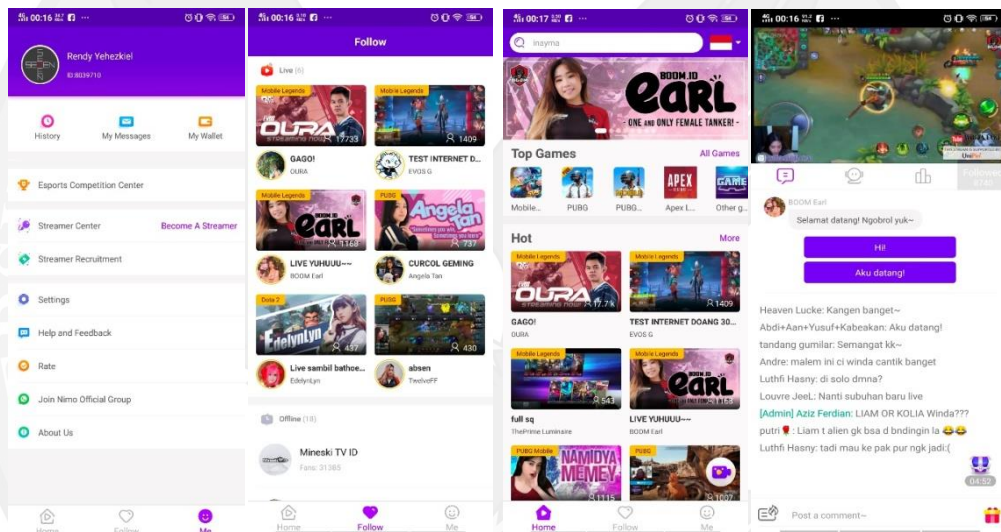 00:16
Rendy Yehezkiel
ID:8039710
History
My Messages
My Wallet
Esports Competition Center
Streamer Center
Become A Streamer
Streamer Recruitment
Settings
Help and Feedback
Rate
Join Nimo Official Group
About Us
Home
Follow
Me
00:16
Follow
Live (6)
Mobile Legends
OURA
STREAMING NOW
17733
GAGO!
OURA
Mobile Legends
1409
TEST INTERNET D...
EVOS G
Mobile Legends
EARL
1168
LIVE YUHUUU~~
BOOM Earl
PUBG
Angela Tan
737
CURCOL GEMING
Angela Tan
Dota 2
EdelynLyn
437
Live sambil bathoe...
EdelynLyn
PUBG
430
absen
TwelveFF
Offline (18)
Mineski TV ID
Fans: 31385
Home
Follow
Me
00:17
inayma
BOOM.ID
EARL
- ONE AND ONLY FEMALE TANKER! -
Top Games
All Games
Mobile...
PUBG
PUBG...
Apex L...
Other g...
APEX
GAME
Hot
More
Mobile Legends
OURA
STREAMING NOW
17.7k
GAGO!
OURA
Mobile Legends
1409
TEST INTERNET DOANG 30...
EVOS G
Mobile Legends
543
full sq
ThePrime Luminaire
Mobile Legends
EARL
LIVE YUHUUU~~
BOOM Earl
PUBG Mobile
NAMIDYA
MEMEY
1115
PUBG
1007
Home
Follow
Me
00:16
Followed
BOOM Earl
Selamat datang! Ngobrol yuk~
Hi!
Aku datang!
Heaven Lucke: Kangen banget~
Abdi+Aan+Yusuf+Kabeakan: Aku datang!
tandang gumilar: Semangat kk~
Andre: malem ini ci winda cantik banget
Luthfi Hasny: di solo dmna?
Louvre JeeL: Nanti subuhan baru live
[Admin] Aziz Ferdian: LIAM OR KOLIA Winda???
putri🌹: Liam t alien gk bsa d bndingin la 😂😂
Luthfi Hasny: tadi mau ke pak pur ngk jadi:(
04:52
Post a comment~